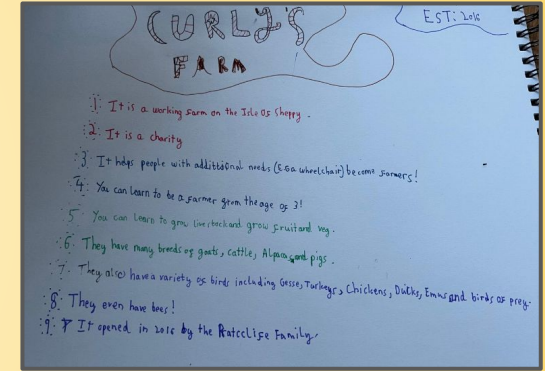 CURLY'S
FARM
EST: 2016
1: It is a working farm on the Isle Of Sheppy.
2: It is a charity
3: It helps people with additional needs (E.G a wheelchair) become farmers!
4: You can learn to be a farmer from the age of 3!
5: You can learn to grow livestock and grow fruit and veg.
6: They have many breeds of goats, cattle, Alpacas and pigs.
7: They also have a variety of birds including Geese, Turkeys, Chickens, Ducks, Emus and birds of prey.
8: They even have bees!
9: It opened in 2016 by the Ratcclife Family.